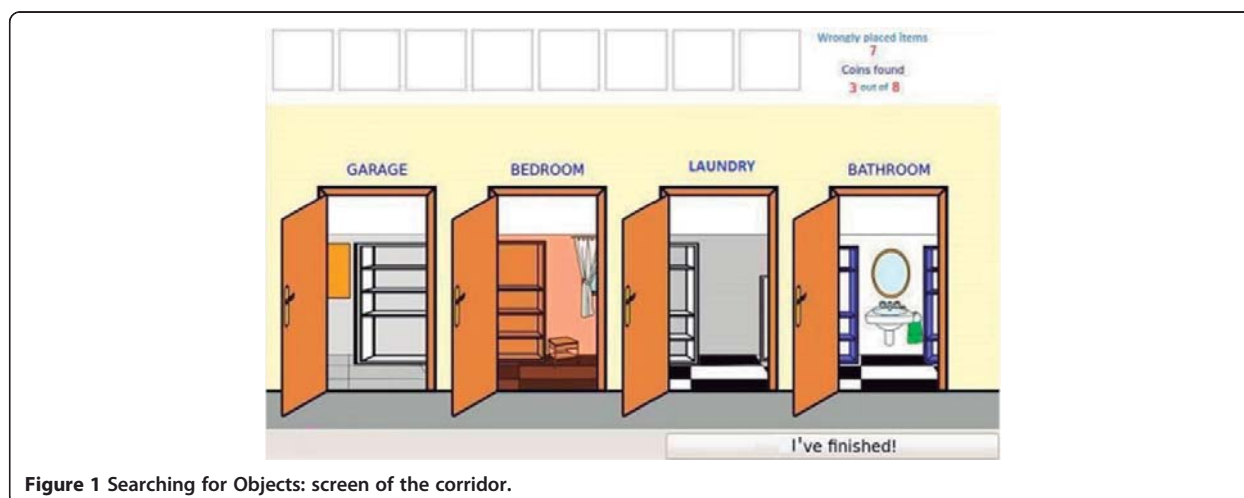 Wrongly placed items
7
Coins found
3 out of 8
GARAGE BEDROOM LAUNDRY BATHROOM
I've finished!
Figure 1 Searching for Objects: screen of the corridor.